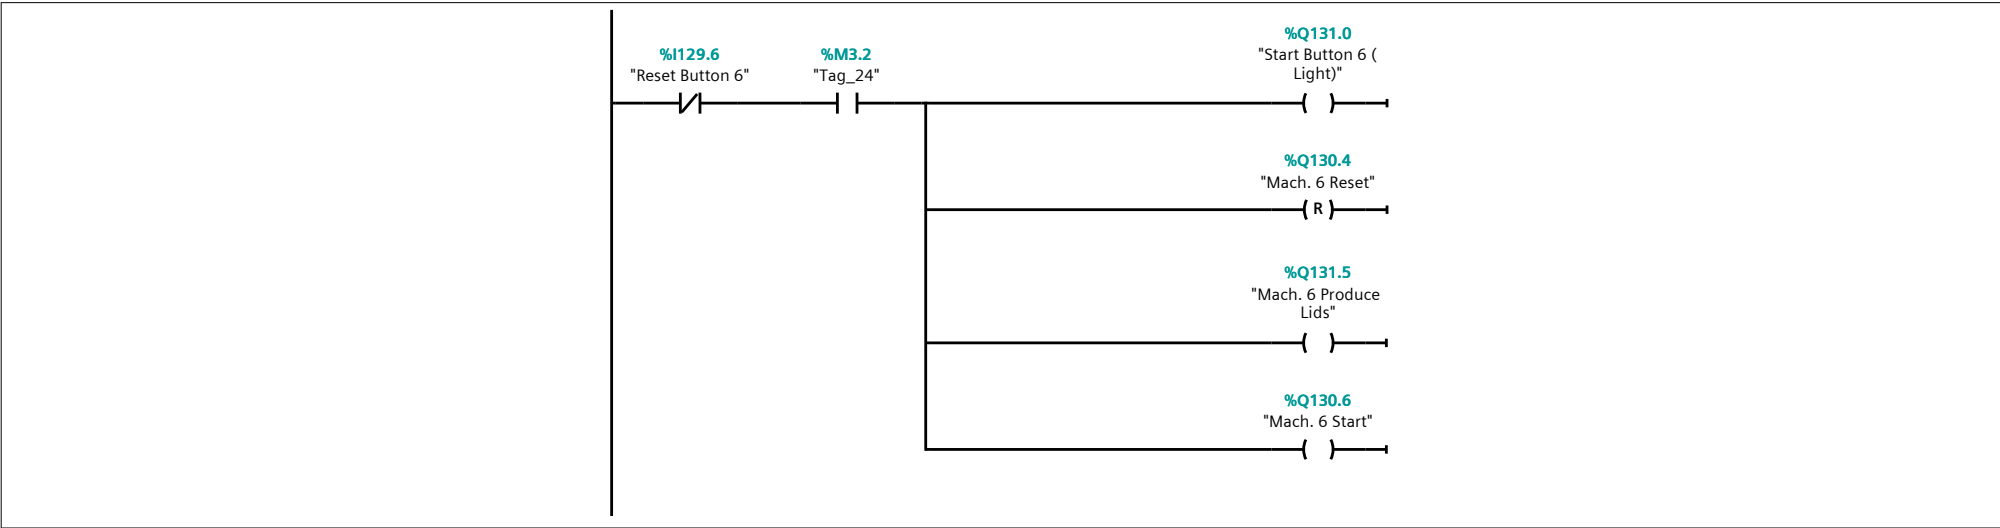 %Q131.0
"Start Button 6 (
Light)"
%I129.6
"Reset Button 6"
%M3.2
"Tag_24"
%Q130.4
"Mach. 6 Reset"
R
%Q131.5
"Mach. 6 Produce
Lids"
%Q130.6
"Mach. 6 Start"